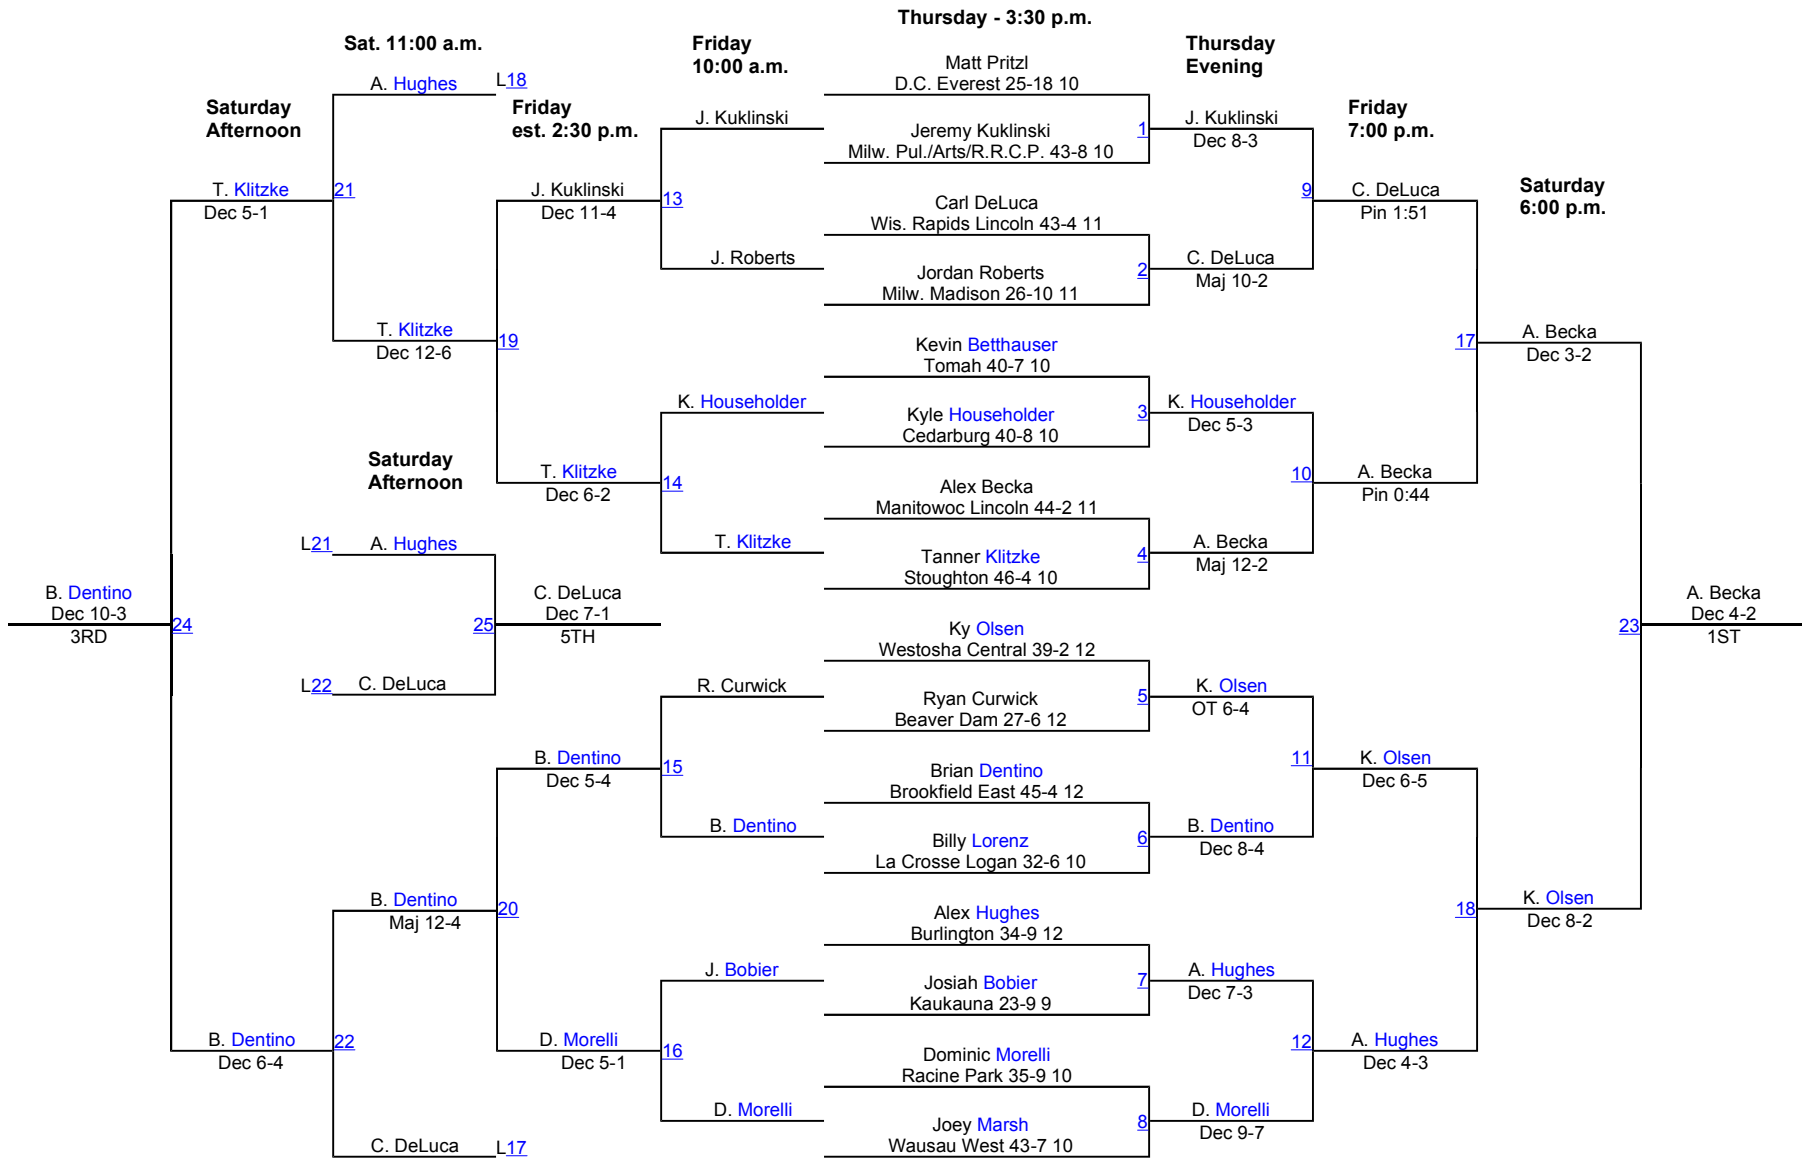 Thursday - 3:30 p.m.
Sat. 11:00 a.m.
Friday
10:00 a.m.
Thursday
Evening
Matt Pritzl
D.C. Everest 25-18 10
A. Hughes
L18
Saturday
Afternoon
Friday
est. 2:30 p.m.
Friday
7:00 p.m.
J. Kuklinski
Jeremy Kuklinski
Milw. Pul./Arts/R.R.C.P. 43-8 10
1
J. Kuklinski
Dec 8-3
T. Klitzke
Dec 5-1
21
J. Kuklinski
Dec 11-4
13
Carl DeLuca
Wis. Rapids Lincoln 43-4 11
9
C. DeLuca
Pin 1:51
Saturday
6:00 p.m.
J. Roberts
Jordan Roberts
Milw. Madison 26-10 11
2
C. DeLuca
Maj 10-2
T. Klitzke
Dec 12-6
19
Kevin Betthauser
Tomah 40-7 10
17
A. Becka
Dec 3-2
K. Householder
Kyle Householder
Cedarburg 40-8 10
3
K. Householder
Dec 5-3
Saturday
Afternoon
T. Klitzke
Dec 6-2
14
Alex Becka
Manitowoc Lincoln 44-2 11
10
A. Becka
Pin 0:44
L21
A. Hughes
T. Klitzke
Tanner Klitzke
Stoughton 46-4 10
4
A. Becka
Maj 12-2
B. Dentino
Dec 10-3
3RD
24
25
C. DeLuca
Dec 7-1
5TH
Ky Olsen
Westosha Central 39-2 12
23
A. Becka
Dec 4-2
1ST
L22
C. DeLuca
R. Curwick
Ryan Curwick
Beaver Dam 27-6 12
5
K. Olsen
OT 6-4
B. Dentino
Dec 5-4
15
Brian Dentino
Brookfield East 45-4 12
11
K. Olsen
Dec 6-5
B. Dentino
Billy Lorenz
La Crosse Logan 32-6 10
6
B. Dentino
Dec 8-4
B. Dentino
Maj 12-4
20
Alex Hughes
Burlington 34-9 12
18
K. Olsen
Dec 8-2
J. Bobier
Josiah Bobier
Kaukauna 23-9 9
7
A. Hughes
Dec 7-3
B. Dentino
Dec 6-4
22
D. Morelli
Dec 5-1
16
Dominic Morelli
Racine Park 35-9 10
12
A. Hughes
Dec 4-3
D. Morelli
Joey Marsh
Wausau West 43-7 10
8
D. Morelli
Dec 9-7
C. DeLuca
L17